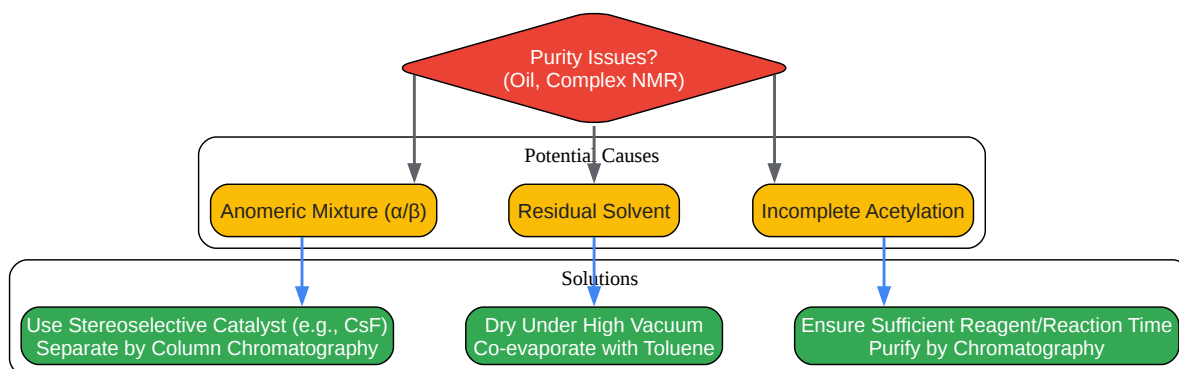 Purity Issues?
(Oil, Complex NMR)
Potential Causes
Anomeric Mixture (α/β)
Residual Solvent
Incomplete Acetylation
Solutions
Use Stereoselective Catalyst (e.g., CsF)
Separate by Column Chromatography
Dry Under High Vacuum
Co-evaporate with Toluene
Ensure Sufficient Reagent/Reaction Time
Purify by Chromatography